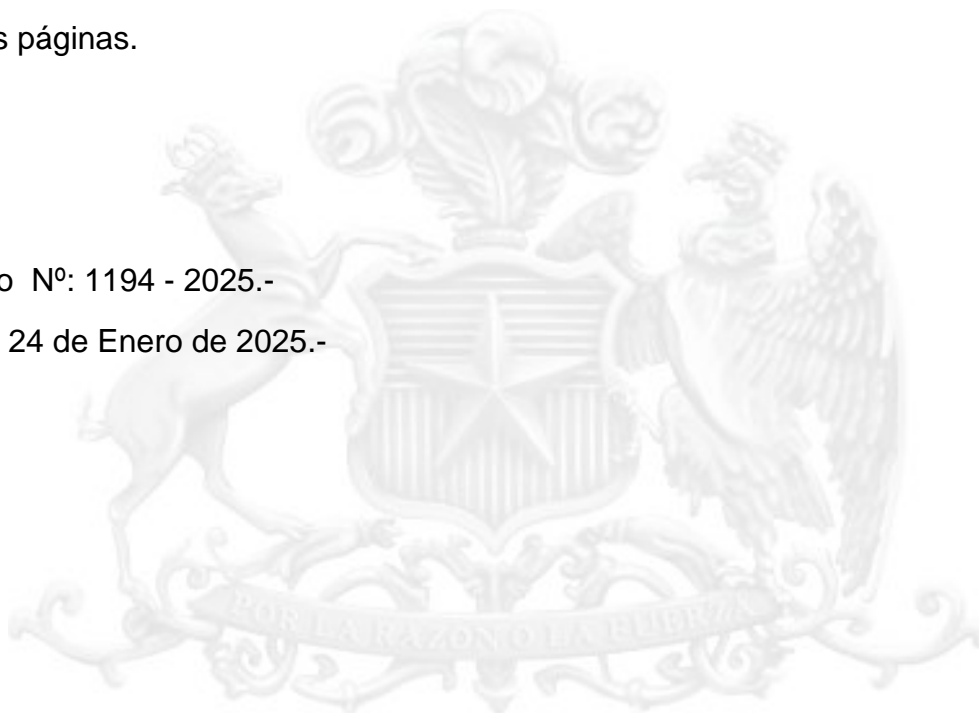 s páginas.
o Nº: 1194 - 2025.-
24 de Enero de 2025.-
POR LA RAZON O LA FUERZA